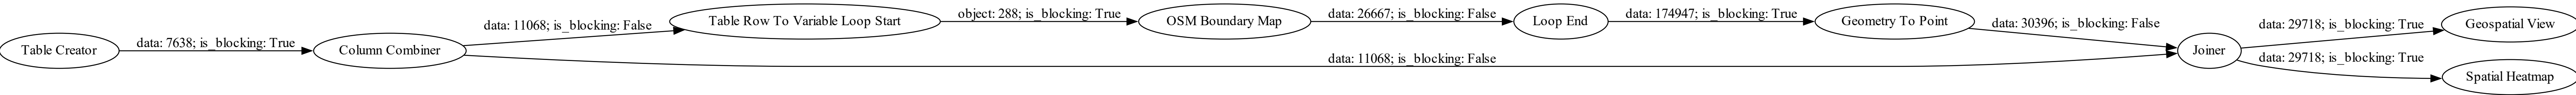 Table Creator
data: 7638; is_blocking: True
Column Combiner
data: 11068; is_blocking: False
Table Row To Variable Loop Start
object: 288; is_blocking: True
OSM Boundary Map
data: 26667; is_blocking: False
Loop End
data: 174947; is_blocking: True
Geometry To Point
data: 30396; is_blocking: False
data: 11068; is_blocking: False
Joiner
data: 29718; is_blocking: True
Geospatial View
data: 29718; is_blocking: True
Spatial Heatmap